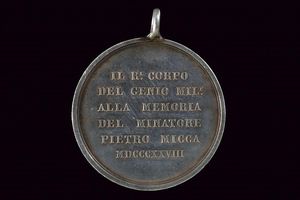 IL R. CORPO
DEL GENIO MIL.
ALLA MEMORIA
DEL MINATORE
PIETRO MICCA
MDCCCXXVIII